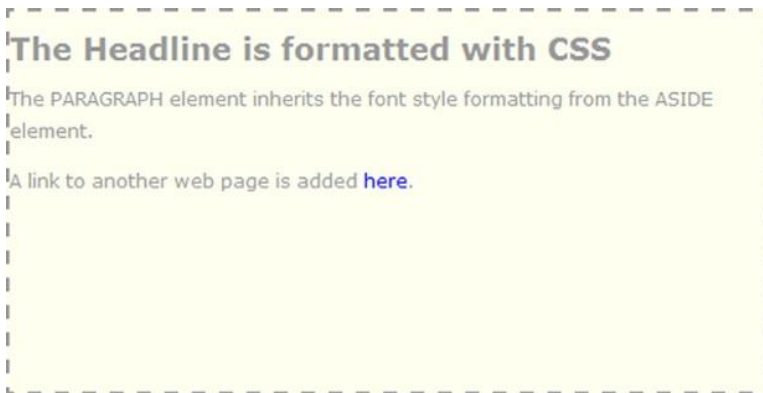 The Headline is formatted with CSS
The PARAGRAPH element inherits the font style formatting from the ASIDE
element.
A link to another web page is added here.